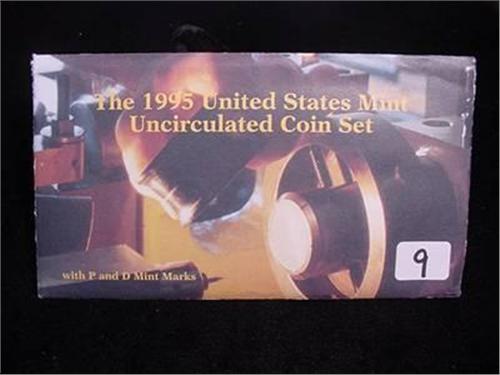 The 1995 United States Mint
Uncirculated Coin Set
with P and D Mint Marks
9